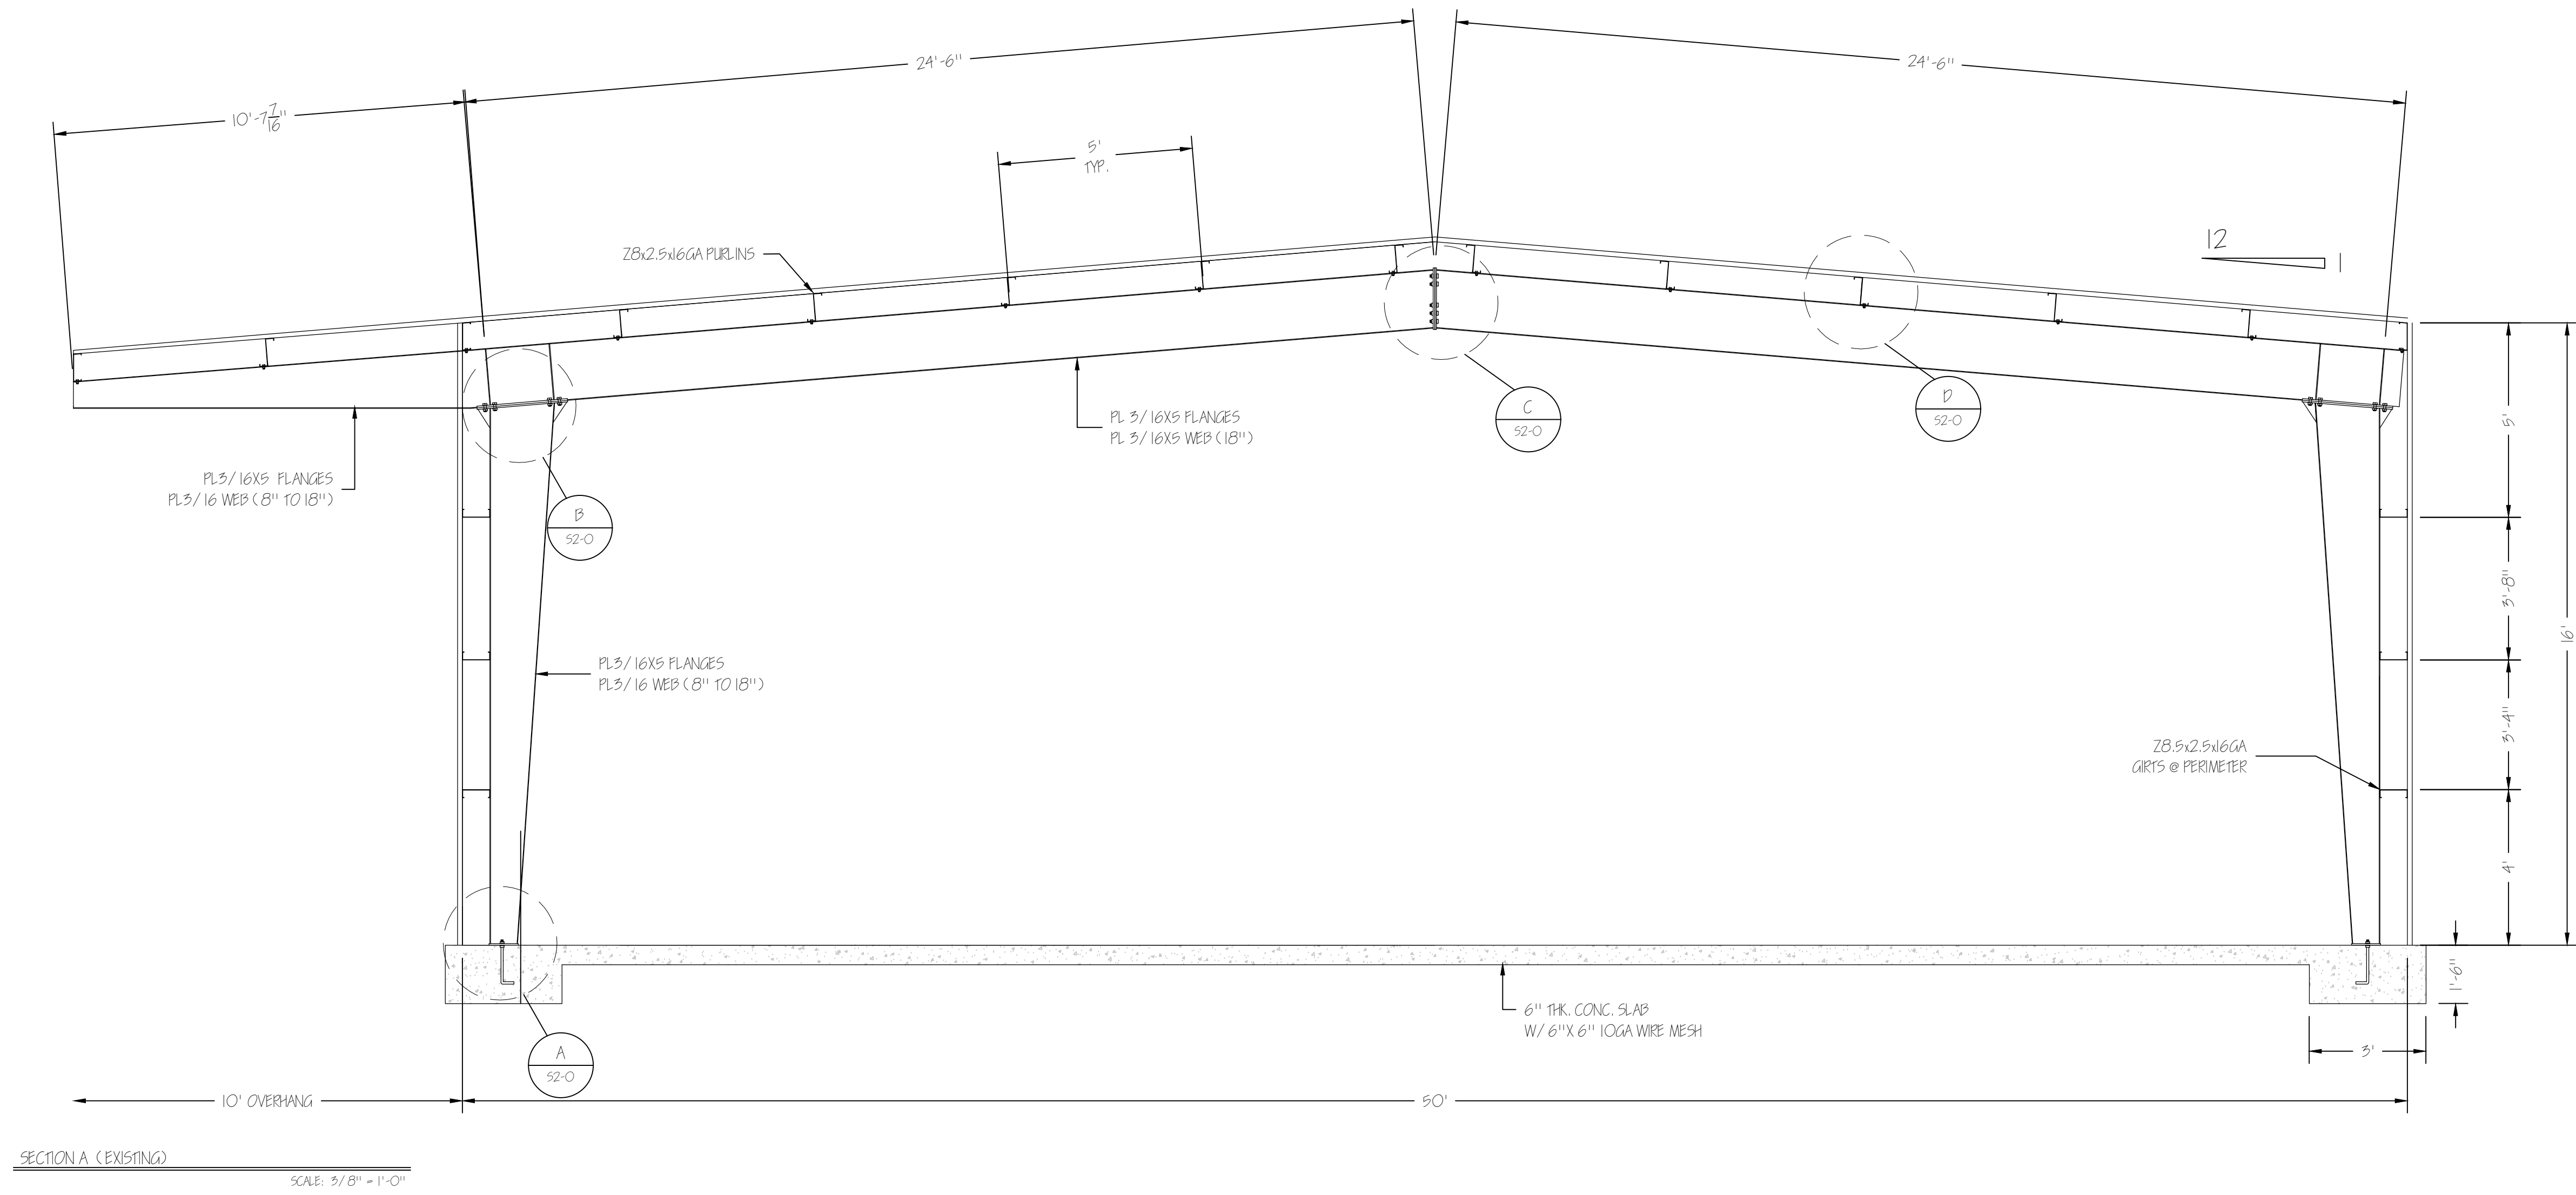 24'-6"
24'-6"
10'-7 7/16"
5'
TYP.
Z8x2.5x16GA PURLINS
12
1
PL 3/16X5 FLANGES
PL 3/16X5 WEB (18")
C
S2-0
D
S2-0
PL3/16X5 FLANGES
PL3/16 WEB (8" TO 18")
B
S2-0
5'
3'-8"
16'
PL3/16X5 FLANGES
PL3/16 WEB (8" TO 18")
3'-4"
Z8.5x2.5x16GA
GIRTS @ PERIMETER
4'
1'-6"
6" THK. CONC. SLAB
W/ 6"X 6" 10GA WIRE MESH
A
S2-0
3'
10' OVERHANG
50'
SECTION A (EXISTING)
SCALE: 3/8" = 1'-0"